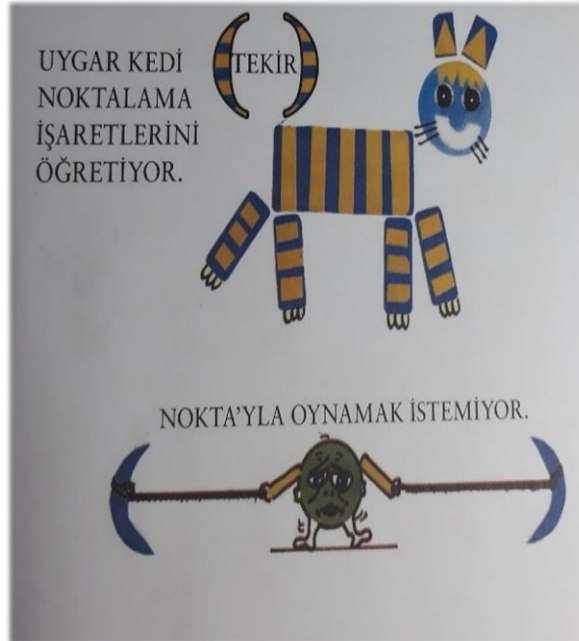 UYGAR KEDİ
NOKTALAMA
İŞARETLERİNİ
ÖĞRETİYOR.
(TEKİR)
NOKTA'YLA OYNAMAK İSTEMİYOR.